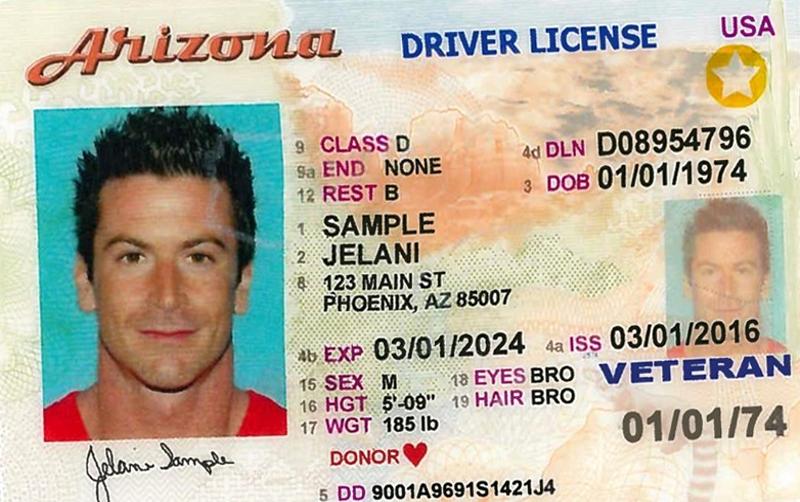 Arizona DRIVER LICENSE USA
9 CLASS D 4d DLN D08954796
9a END NONE 3 DOB 01/01/1974
12 REST B
1 SAMPLE
2 JELANI
8 123 MAIN ST
PHOENIX, AZ 85007
4b EXP 03/01/2024 4a ISS 03/01/2016
15 SEX M 18 EYES BRO VETERAN
16 HGT 5'-09" 19 HAIR BRO
17 WGT 185 lb 01/01/74
DONOR
Jelani Sample
5 DD 9001A9691S1421J4